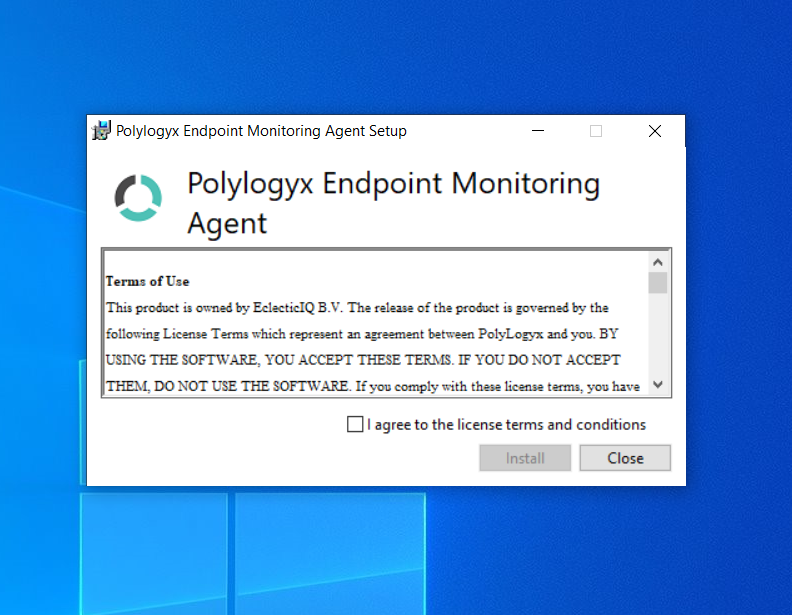 Polylogyx Endpoint Monitoring Agent Setup
Polylogyx Endpoint Monitoring
Agent
Terms of Use
This product is owned by EclecticIQ B.V. The release of the product is governed by the
following License Terms which represent an agreement between PolyLogyx and you. BY
USING THE SOFTWARE, YOU ACCEPT THESE TERMS. IF YOU DO NOT ACCEPT
THEM, DO NOT USE THE SOFTWARE. If you comply with these license terms, you have
I agree to the license terms and conditions
Install
Close